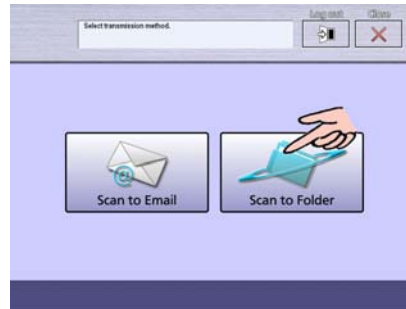 Select transmission method.
Log out
Close
Scan to Email
Scan to Folder